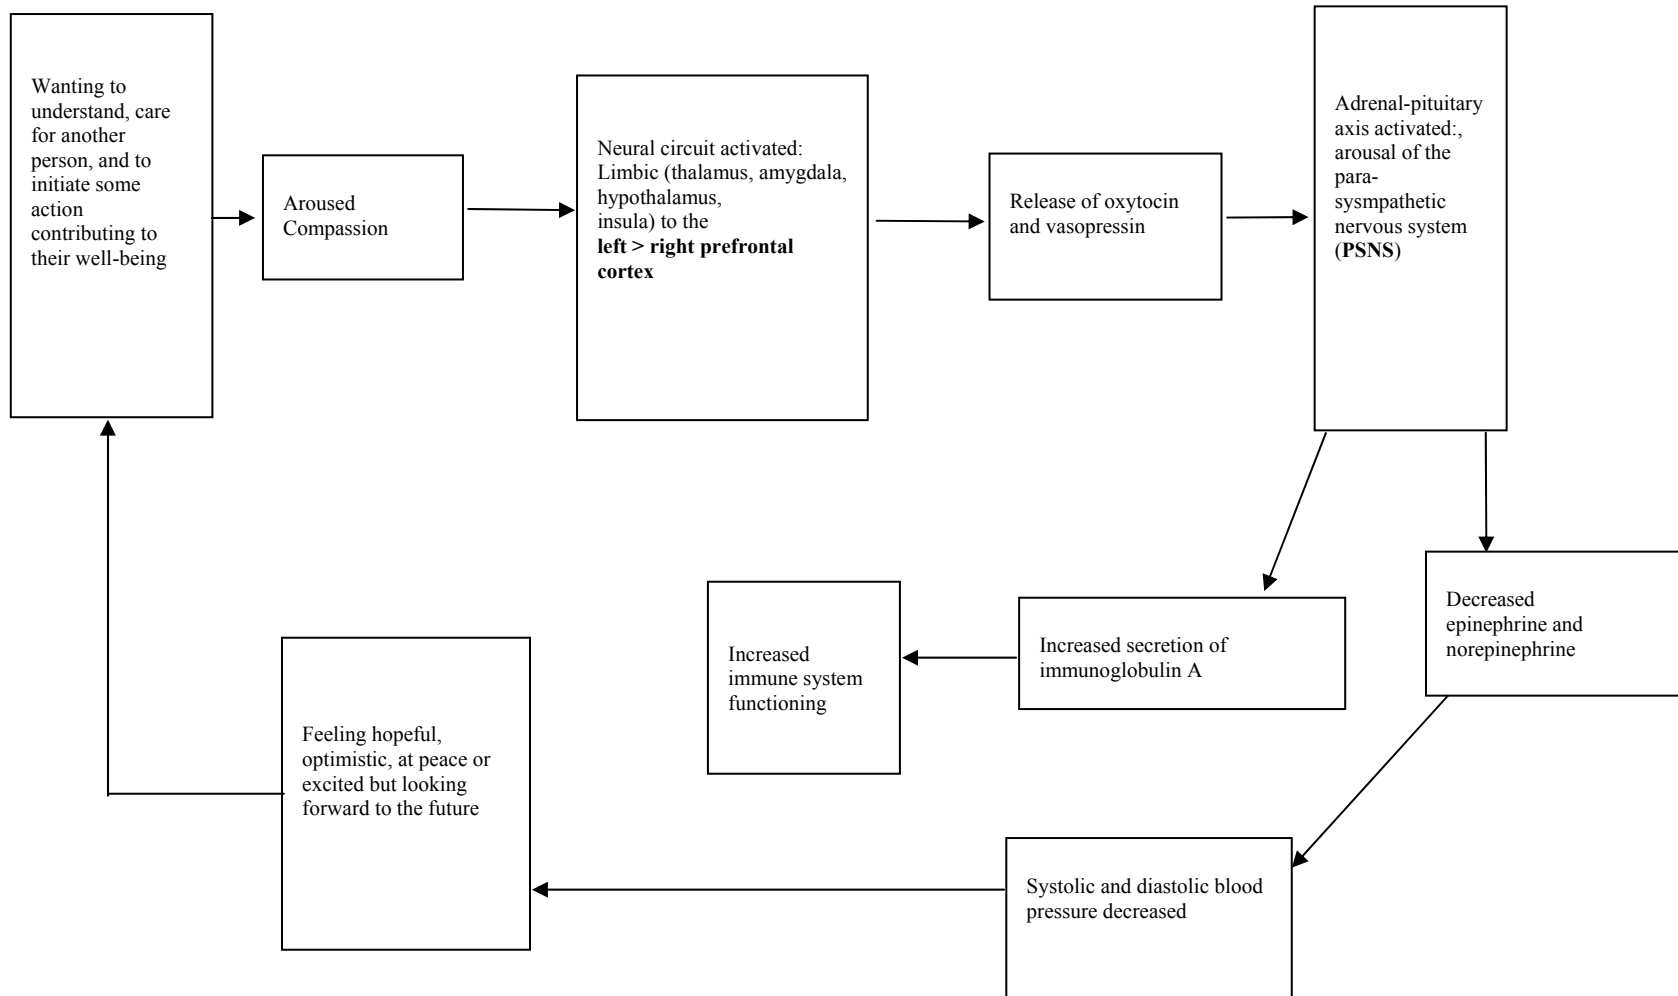 Wanting to
understand, care
for another
person, and to
initiate some
action
contributing to
their well-being
Aroused
Compassion
Neural circuit activated:
Limbic (thalamus, amygdala,
hypothalamus,
insula) to the
left > right prefrontal
cortex
Release of oxytocin
and vasopressin
Adrenal-pituitary
axis activated:,
arousal of the
para-
sysmpathetic
nervous system
(PSNS)
Decreased
epinephrine and
norepinephrine
Increased secretion of
immunoglobulin A
Increased
immune system
functioning
Systolic and diastolic blood
pressure decreased
Feeling hopeful,
optimistic, at peace or
excited but looking
forward to the future